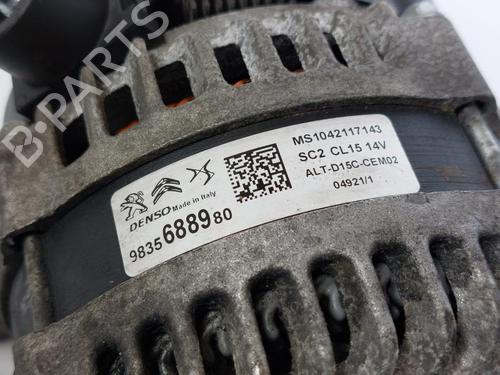 B-PARTS
MS1042117143
SC2 CL15 14V
ALT-D15C-CEM02
04921/1
DENSO Made in Italy
9835688980